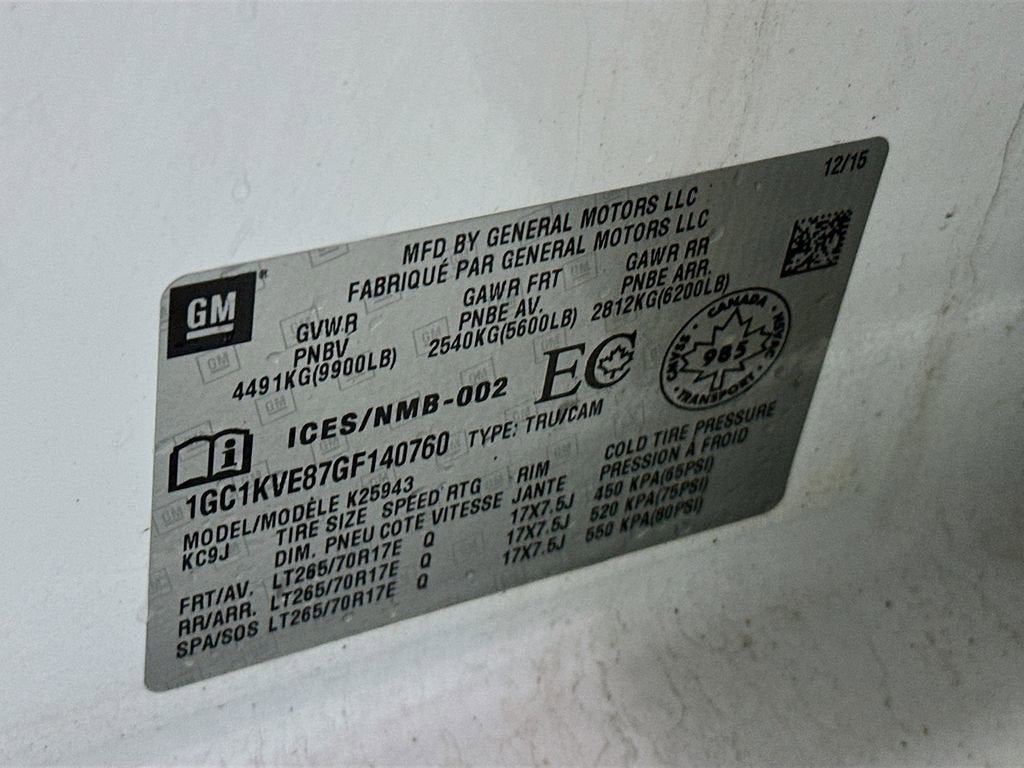 12/15
MFD BY GENERAL MOTORS LLC
FABRIQUÉ PAR GENERAL MOTORS LLC
GM
GVWR GAWR FRT GAWR RR
PNBV PNBE AV. PNBE ARR.
4491KG(9900LB) 2540KG(5600LB) 2812KG(6200LB)
ICES/NMB-002 EC
CANADA
985
TRANSPORT
1GC1KVE87GF140760 TYPE: TRU/CAM
MODEL/MODÈLE K25943
KC9J TIRE SIZE SPEED RTG RIM COLD TIRE PRESSURE
DIM. PNEU COTE VITESSE JANTE PRESSION À FROID
FRT/AV. LT265/70R17E Q 17X7.5J 450 KPA(65PSI)
RR/ARR. LT265/70R17E Q 17X7.5J 520 KPA(75PSI)
SPA/SOS LT265/70R17E Q 17X7.5J 550 KPA(80PSI)